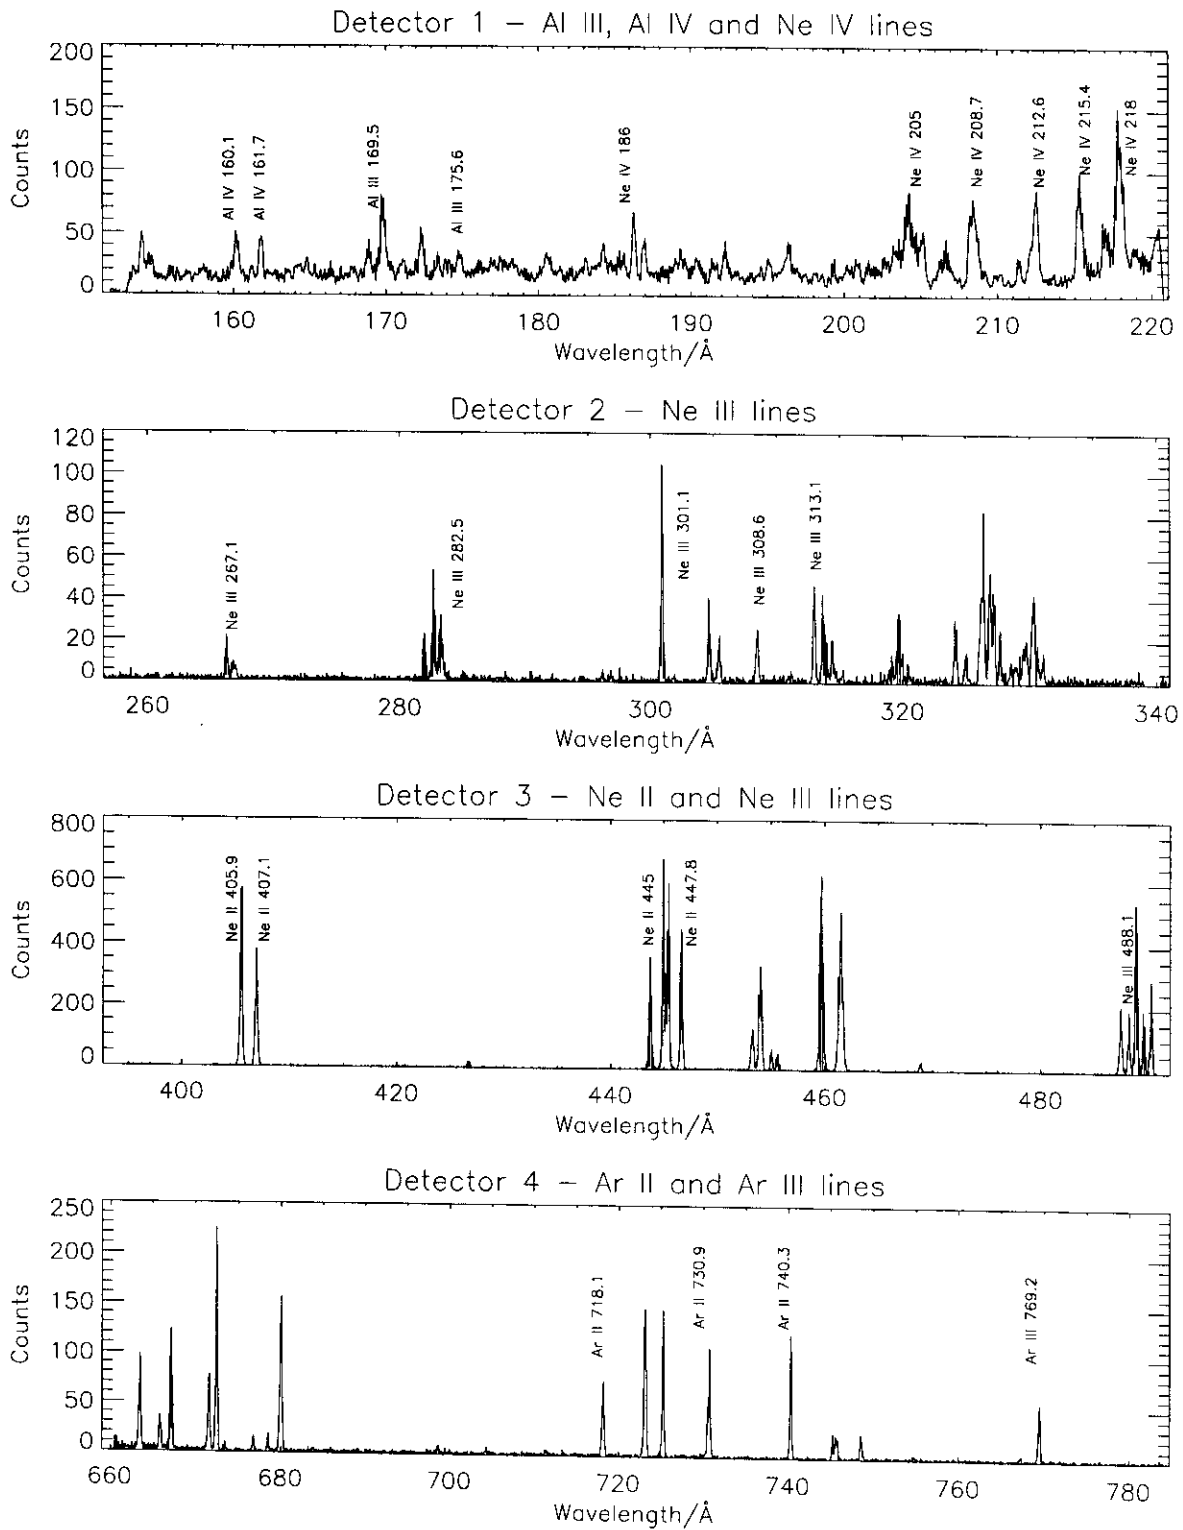 Detector 1 – Al III, Al IV and Ne IV lines
200
150
100
50
0
Counts
Al IV 160.1
Al IV 161.7
Al III 169.5
Al III 175.6
Ne IV 186
Ne IV 205
Ne IV 208.7
Ne IV 212.6
Ne IV 215.4
Ne IV 218
160 170 180 190 200 210 220
Wavelength/Å
Detector 2 – Ne III lines
120
100
80
60
40
20
0
Counts
Ne III 267.1
Ne III 282.5
Ne III 301.1
Ne III 308.6
Ne III 313.1
260 280 300 320 340
Wavelength/Å
Detector 3 – Ne II and Ne III lines
800
600
400
200
0
Counts
Ne II 405.9
Ne II 407.1
Ne II 445
Ne II 447.8
Ne III 488.1
400 420 440 460 480
Wavelength/Å
Detector 4 – Ar II and Ar III lines
250
200
150
100
50
0
Counts
Ar II 718.1
Ar II 730.9
Ar II 740.3
Ar III 769.2
660 680 700 720 740 760 780
Wavelength/Å